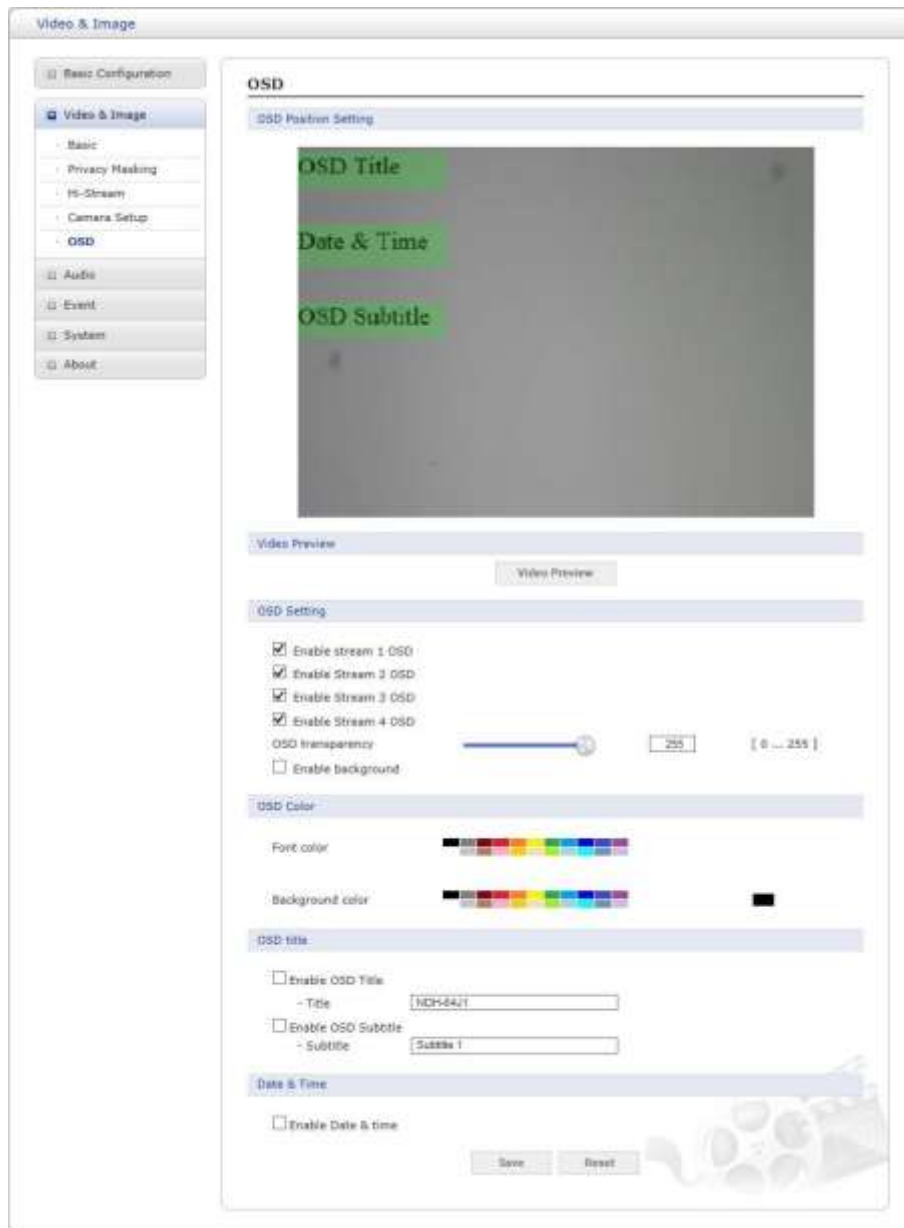 Video & Image
Basic Configuration
Video & Image
Basic
Privacy Masking
Hi-Stream
Camera Setup
OSD
Audio
Event
System
About
OSD
OSD Position Setting
OSD Title
Date & Time
OSD Subtitle
Video Preview
Video Preview
OSD Setting
Enable stream 1 OSD
Enable Stream 2 OSD
Enable Stream 3 OSD
Enable Stream 4 OSD
OSD transparency 255 [ 0 ... 255 ]
Enable background
OSD Color
Font color
Background color
OSD title
Enable OSD Title
- Title
Enable OSD Subtitle
- Subtitle Subtitle 1
Date & Time
Enable Date & time
Save Reset